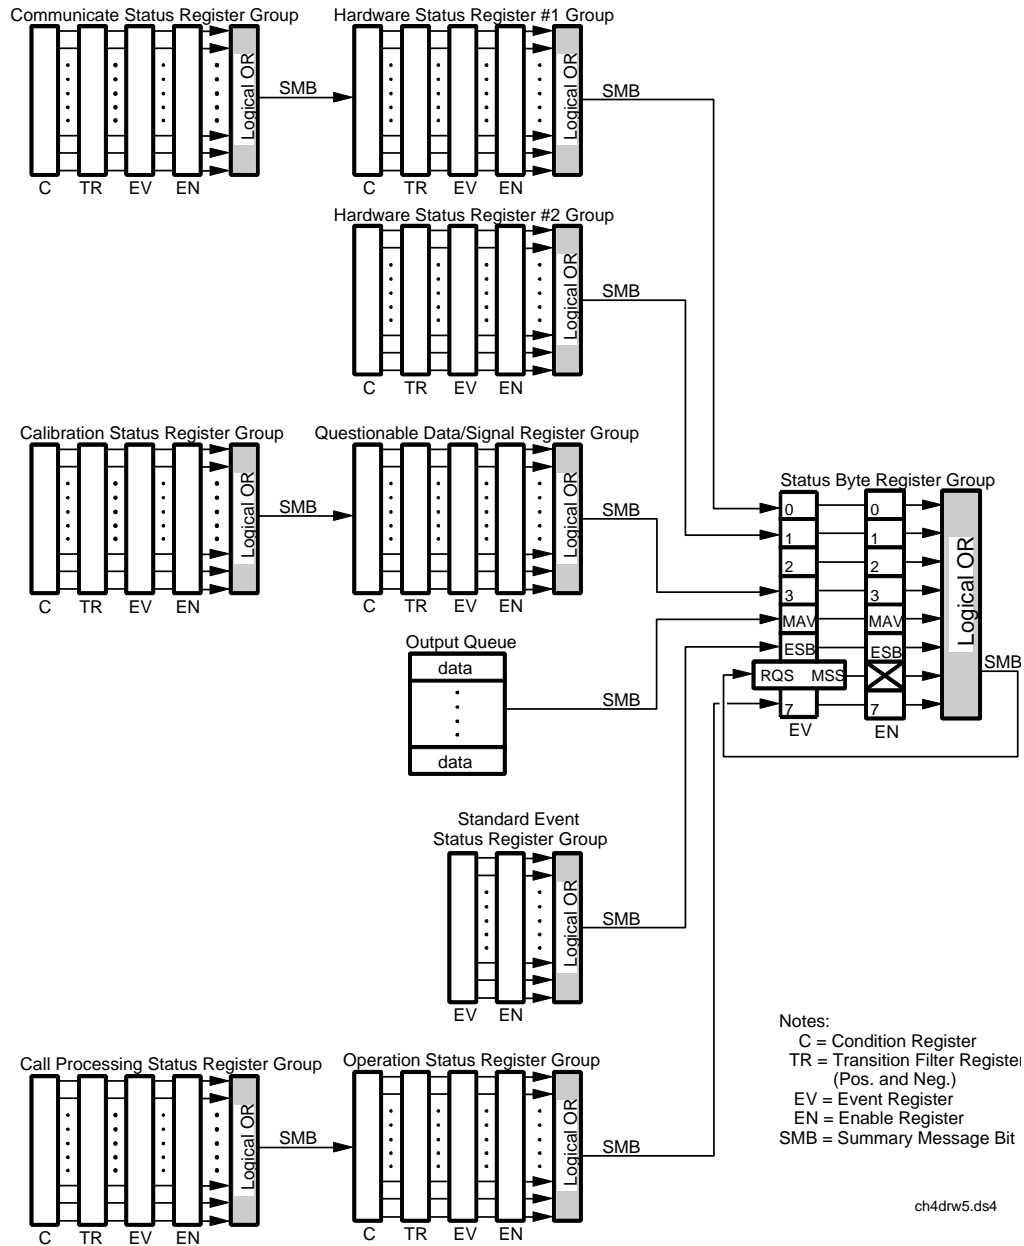 Communicate Status Register Group
Hardware Status Register #1 Group
Logical OR
SMB
Logical OR
SMB
C TR EV EN
C TR EV EN
Hardware Status Register #2 Group
Logical OR
SMB
C TR EV EN
Calibration Status Register Group
Questionable Data/Signal Register Group
Logical OR
SMB
Logical OR
SMB
C TR EV EN
C TR EV EN
Status Byte Register Group
0 0
1 1
2 2
3 3
MAV MAV
ESB ESB
RQS MSS
7 7
EV EN
Logical OR
SMB
Output Queue
data
data
SMB
Standard Event
Status Register Group
Logical OR
SMB
EV EN
Call Processing Status Register Group
Operation Status Register Group
Logical OR
SMB
Logical OR
SMB
C TR EV EN
C TR EV EN
Notes:
C = Condition Register
TR = Transition Filter Register
(Pos. and Neg.)
EV = Event Register
EN = Enable Register
SMB = Summary Message Bit
ch4drw5.ds4